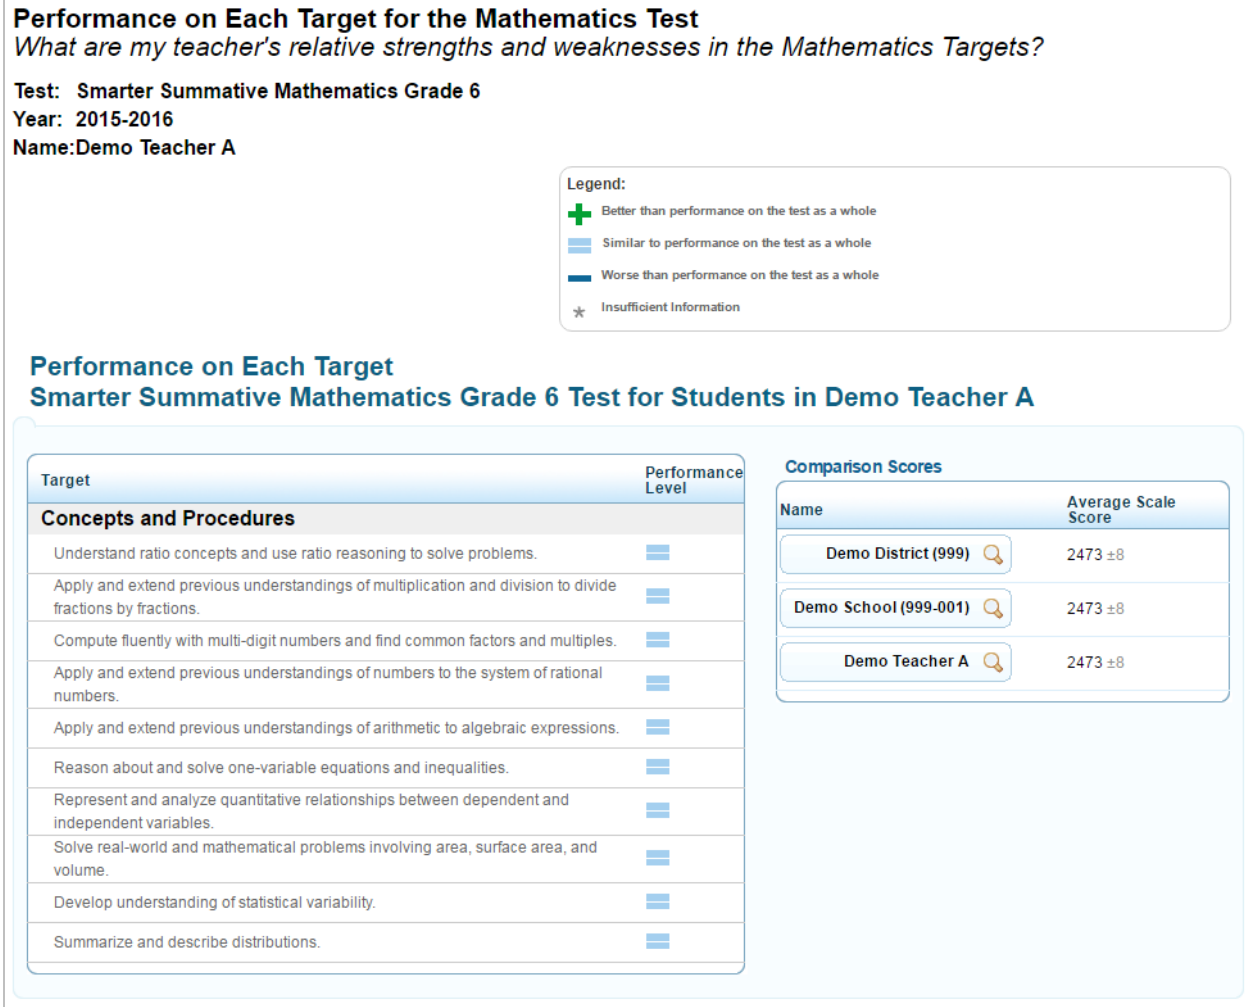 Performance on Each Target for the Mathematics Test
What are my teacher's relative strengths and weaknesses in the Mathematics Targets?
Test: Smarter Summative Mathematics Grade 6
Year: 2015-2016
Name:Demo Teacher A
Legend:
Better than performance on the test as a whole
Similar to performance on the test as a whole
Worse than performance on the test as a whole
* Insufficient Information
Performance on Each Target
Smarter Summative Mathematics Grade 6 Test for Students in Demo Teacher A
Target
Performance
Level
Concepts and Procedures
Understand ratio concepts and use ratio reasoning to solve problems.
Apply and extend previous understandings of multiplication and division to divide
fractions by fractions.
Compute fluently with multi-digit numbers and find common factors and multiples.
Apply and extend previous understandings of numbers to the system of rational
numbers.
Apply and extend previous understandings of arithmetic to algebraic expressions.
Reason about and solve one-variable equations and inequalities.
Represent and analyze quantitative relationships between dependent and
independent variables.
Solve real-world and mathematical problems involving area, surface area, and
volume.
Develop understanding of statistical variability.
Summarize and describe distributions.
Comparison Scores
Name
Average Scale
Score
Demo District (999) 2473 ±8
Demo School (999-001) 2473 ±8
Demo Teacher A 2473 ±8